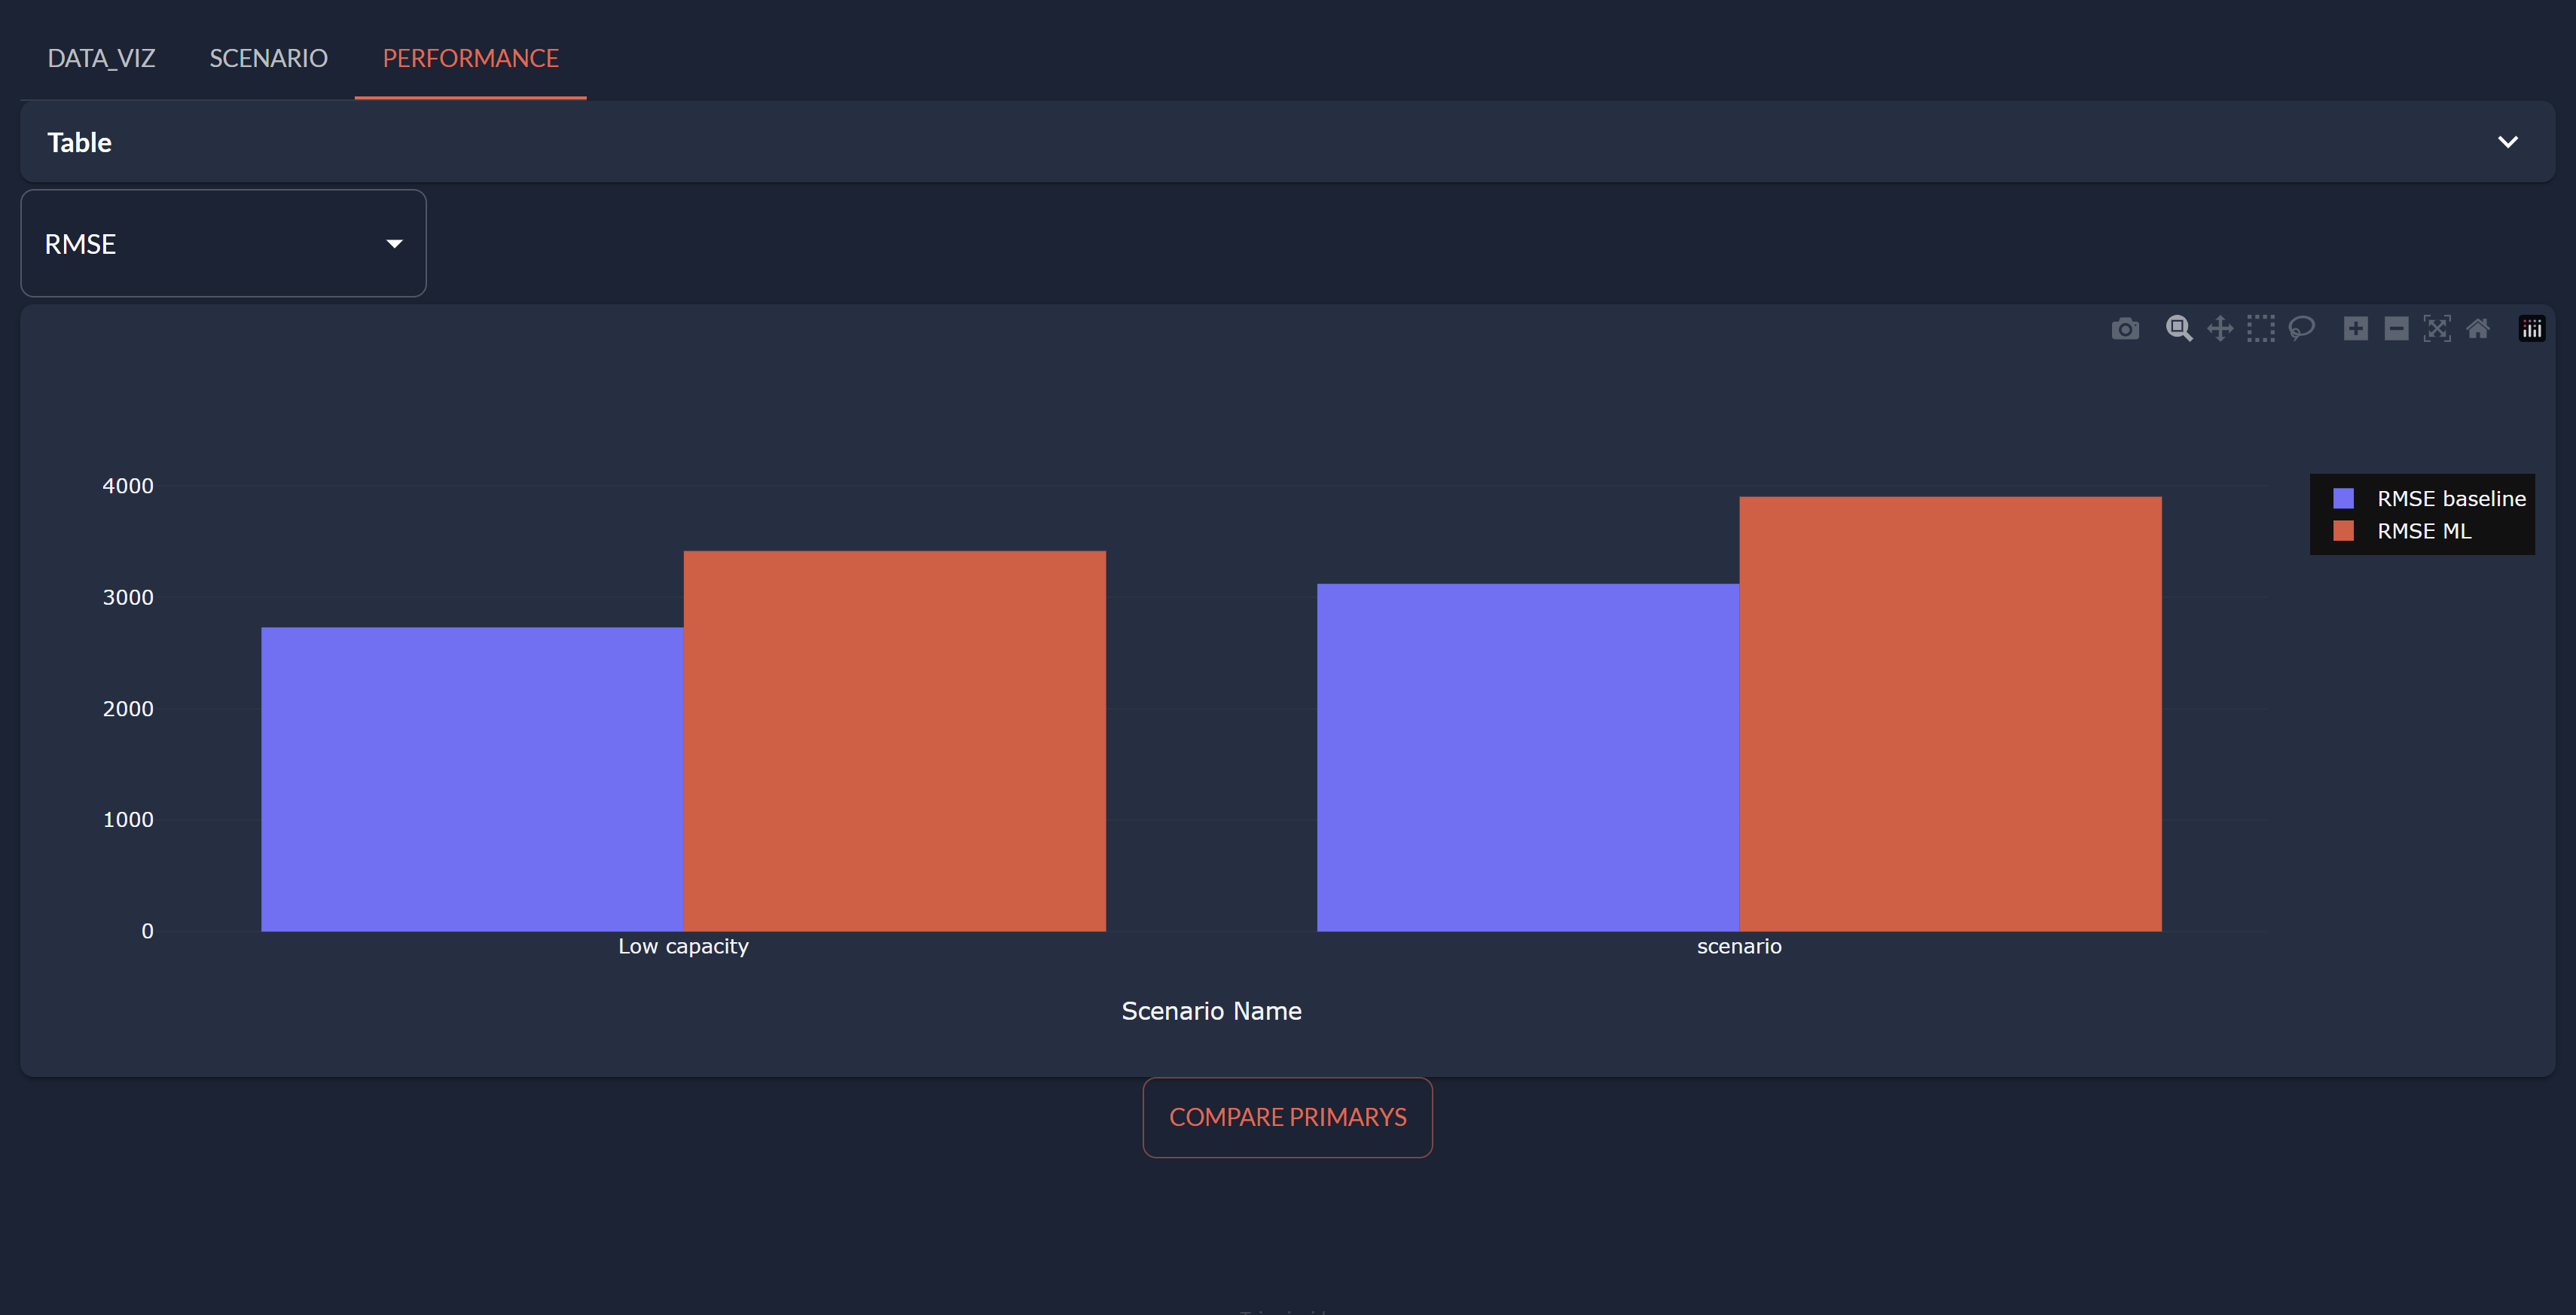 DATA_VIZ SCENARIO PERFORMANCE
Table
RMSE
4000
3000
2000
1000
0
RMSE baseline
RMSE ML
Low capacity scenario
Scenario Name
COMPARE PRIMARYS